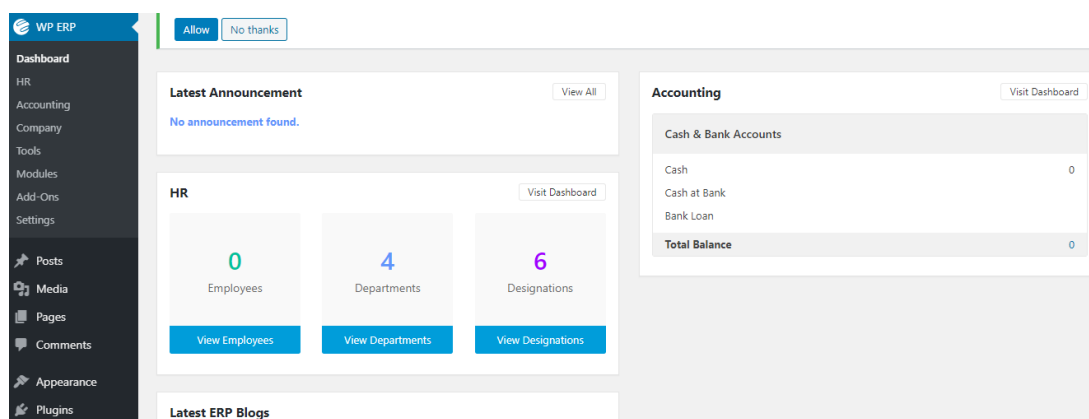 WP ERP
Dashboard
HR
Accounting
Company
Tools
Modules
Add-Ons
Settings
Posts
Media
Pages
Comments
Appearance
Plugins
Allow No thanks
Latest Announcement View All
No announcement found.
HR Visit Dashboard
0 4 6
Employees Departments Designations
View Employees View Departments View Designations
Latest ERP Blogs
Accounting Visit Dashboard
Cash & Bank Accounts
Cash 0
Cash at Bank
Bank Loan
Total Balance 0